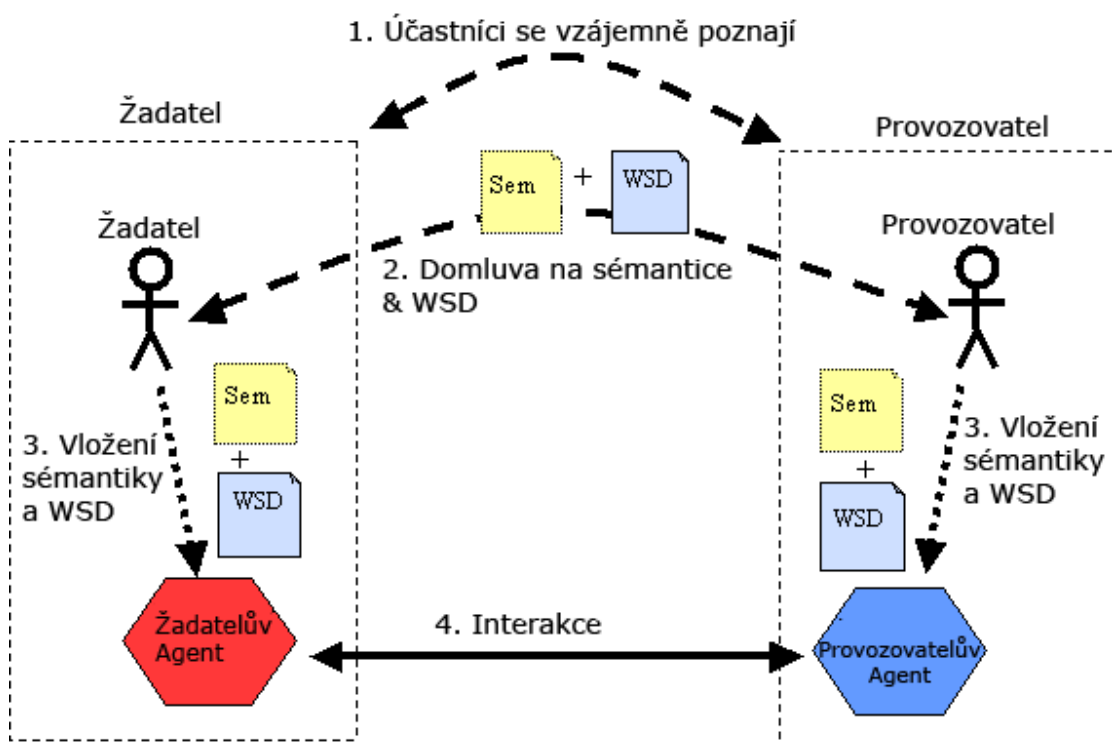 1. Účastníci se vzájemně poznají
Žadatel
Provozovatel
Sem
+
WSD
Žadatel
Provozovatel
2. Domluva na sémantice
& WSD
Sem
+
WSD
3. Vložení
sémantiky
a WSD
Sem
+
WSD
3. Vložení
sémantiky
a WSD
Žadatelův
Agent
4. Interakce
Provozovatelův
Agent